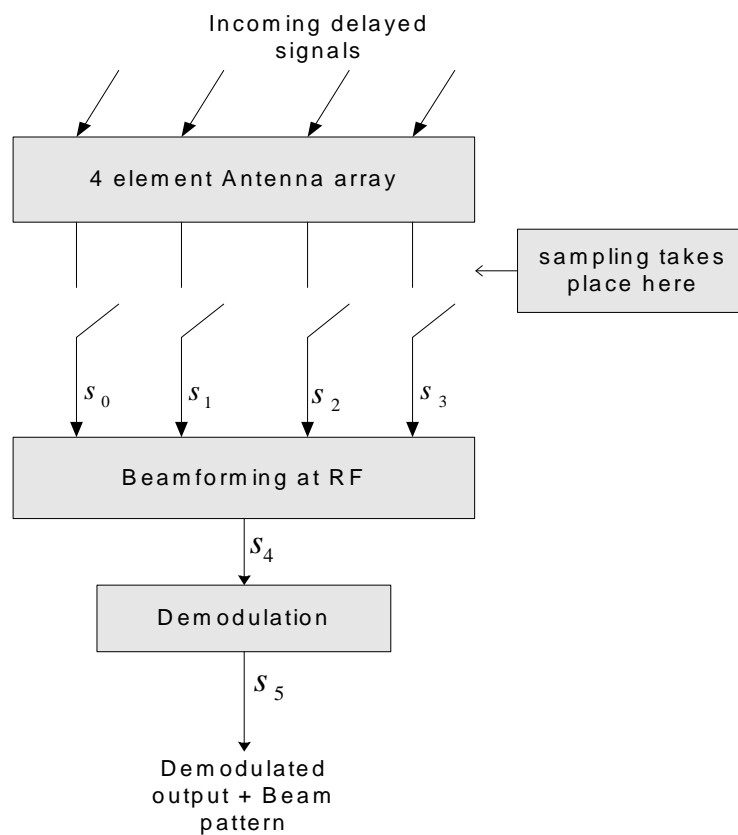 Incoming delayed
signals
4 element Antenna array
sampling takes
place here
s0
s1
s2
s3
Beamforming at RF
s4
Demodulation
s5
Demodulated
output + Beam
pattern